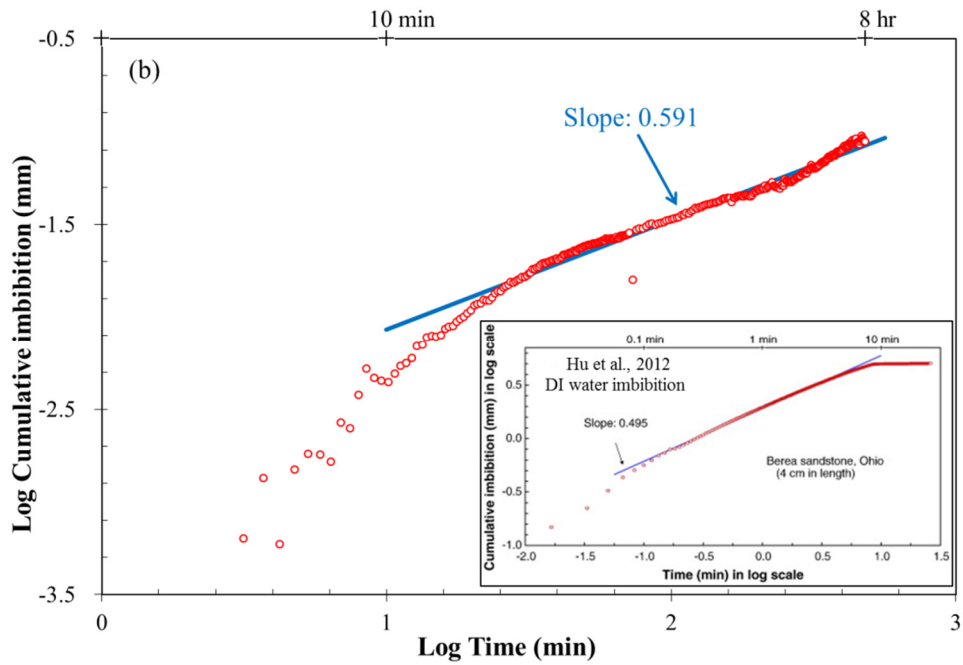 10 min 8 hr
-0.5
(b)
Slope: 0.591
-1.5
-2.5
-3.5
0 1 2 3
Log Time (min)
Log Cumulative imbibition (mm)
0.1 min 1 min 10 min
Hu et al., 2012
DI water imbibition
Slope: 0.495
Berea sandstone, Ohio
(4 cm in length)
0.5
0.0
-0.5
-1.0
-2.0 -1.5 -1.0 -0.5 0.0 0.5 1.0 1.5
Time (min) in log scale
Cumulative imbibition (mm) in log scale